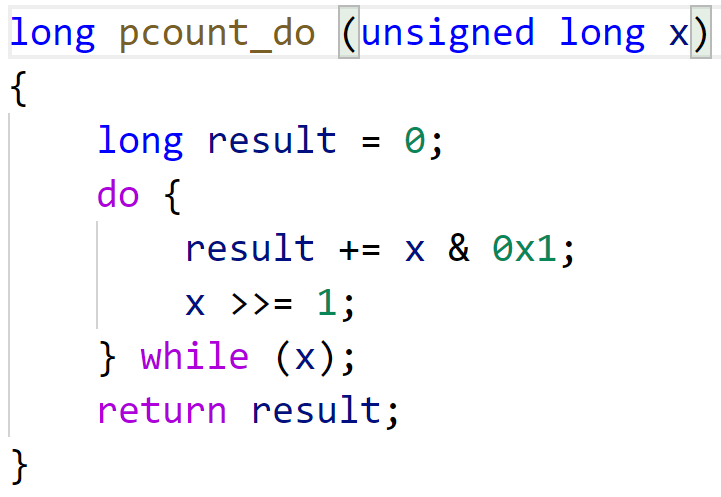 long pcount_do (unsigned long x)
{
    long result = 0;
    do {
        result += x & 0x1;
        x >>= 1;
    } while (x);
    return result;
}